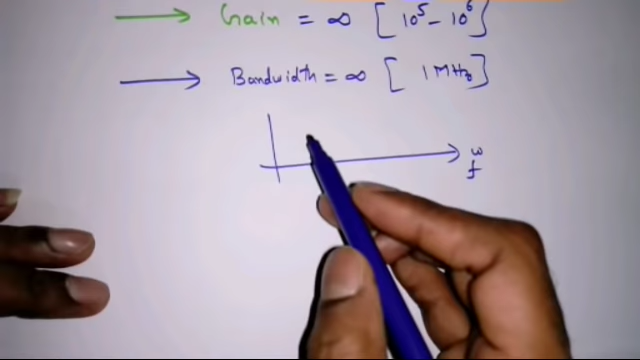 → Gain = ∞ [10⁵ - 10⁶]
→ Bandwidth = ∞ [1 MHz]
ω
f